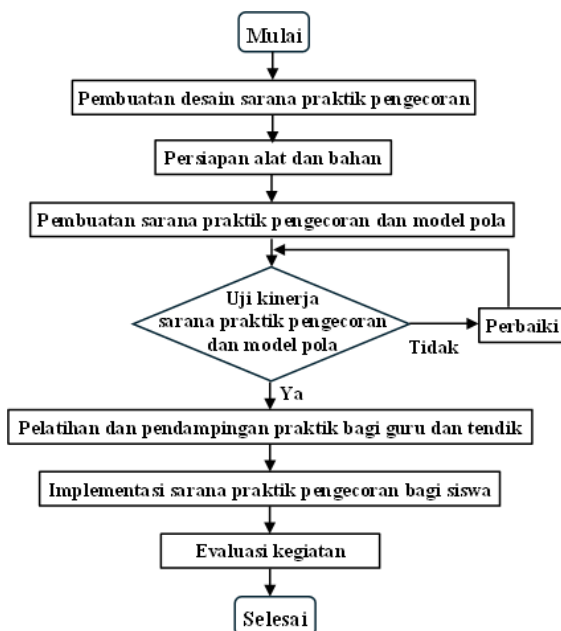 Mulai
Pembuatan desain sarana praktik pengecoran
Persiapan alat dan bahan
Pembuatan sarana praktik pengecoran dan model pola
Uji kinerja
sarana praktik pengecoran
dan model pola
Tidak
Perbaiki
Ya
Pelatihan dan pendampingan praktik bagi guru dan tendik
Implementasi sarana praktik pengecoran bagi siswa
Evaluasi kegiatan
Selesai